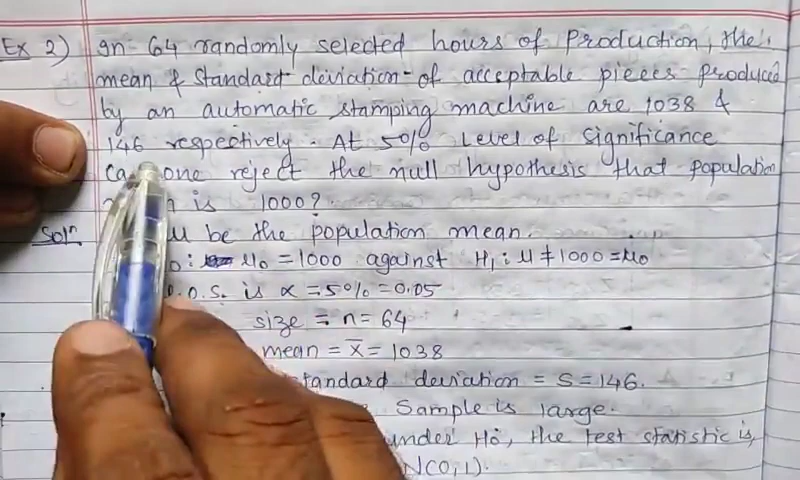 Ex 2) In 64 randomly selected hours of production, the
mean & standard deviation of acceptable pieces produced
by an automatic stamping machine are 1038 &
146 respectively. At 5% level of significance
one reject the null hypothesis that population
is 1000?
Soln. be the population mean.
: μ0 = 1000 against H1 : μ ≠ 1000 = μ0
O.S. is α = 5% = 0.05
size = n = 64
mean = x̄ = 1038
standard deviation = S = 146.
Sample is large.
under H0, the test statistic is,
N(0,1).